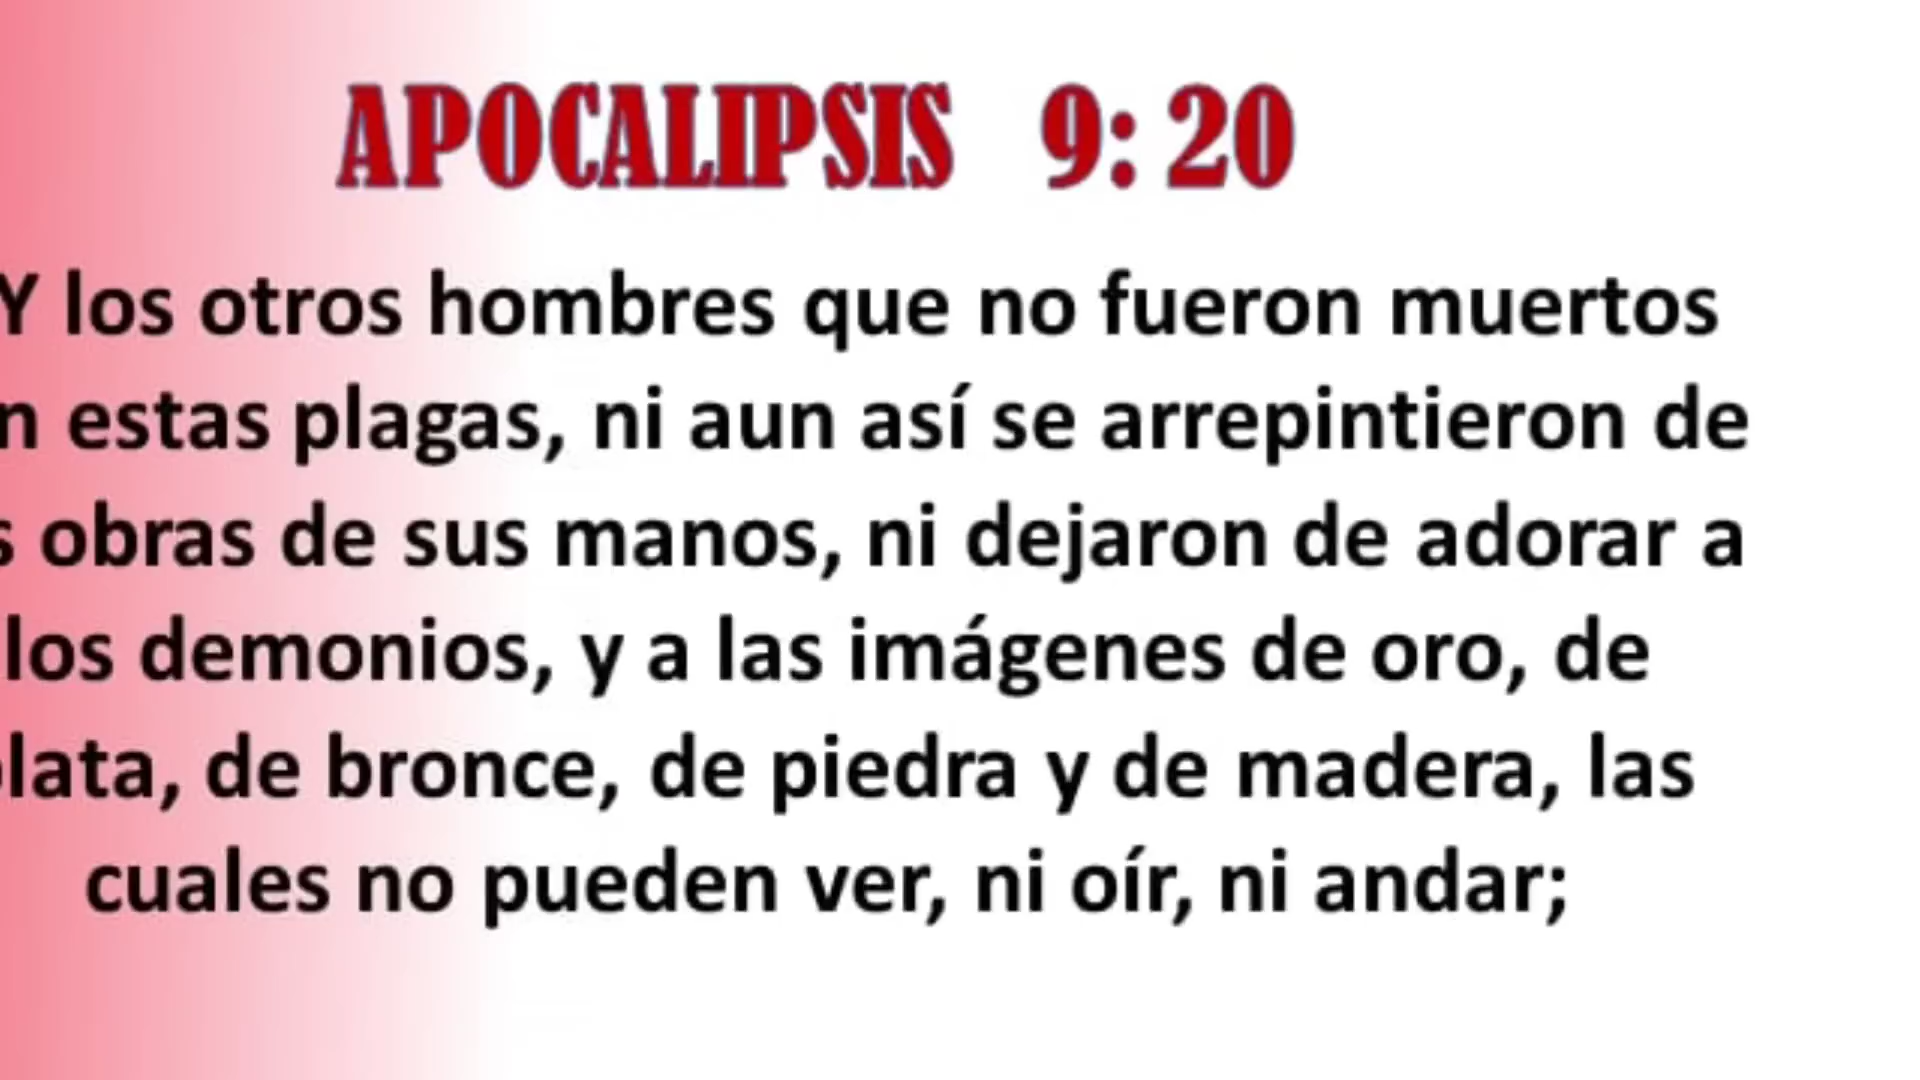 APOCALIPSIS 9: 20
Y los otros hombres que no fueron muertos
n estas plagas, ni aun así se arrepintieron de
s obras de sus manos, ni dejaron de adorar a
los demonios, y a las imágenes de oro, de
lata, de bronce, de piedra y de madera, las
cuales no pueden ver, ni oír, ni andar;